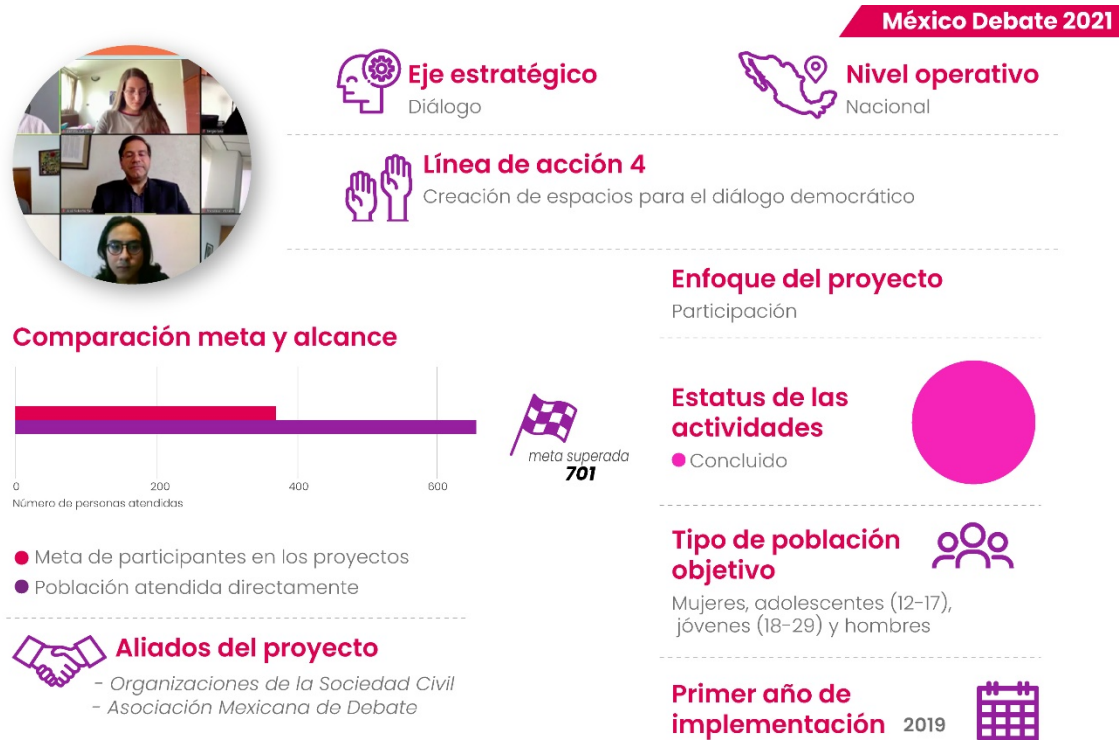 México Debate 2021
Eje estratégico
Diálogo
Nivel operativo
Nacional
Línea de acción 4
Creación de espacios para el diálogo democrático
Enfoque del proyecto
Participación
Comparación meta y alcance
0
200
400
600
Número de personas atendidas
meta superada
701
Meta de participantes en los proyectos
Población atendida directamente
Estatus de las
actividades
Concluido
Tipo de población
objetivo
Mujeres, adolescentes (12-17),
jóvenes (18-29) y hombres
Aliados del proyecto
- Organizaciones de la Sociedad Civil
- Asociación Mexicana de Debate
Primer año de
implementación 2019